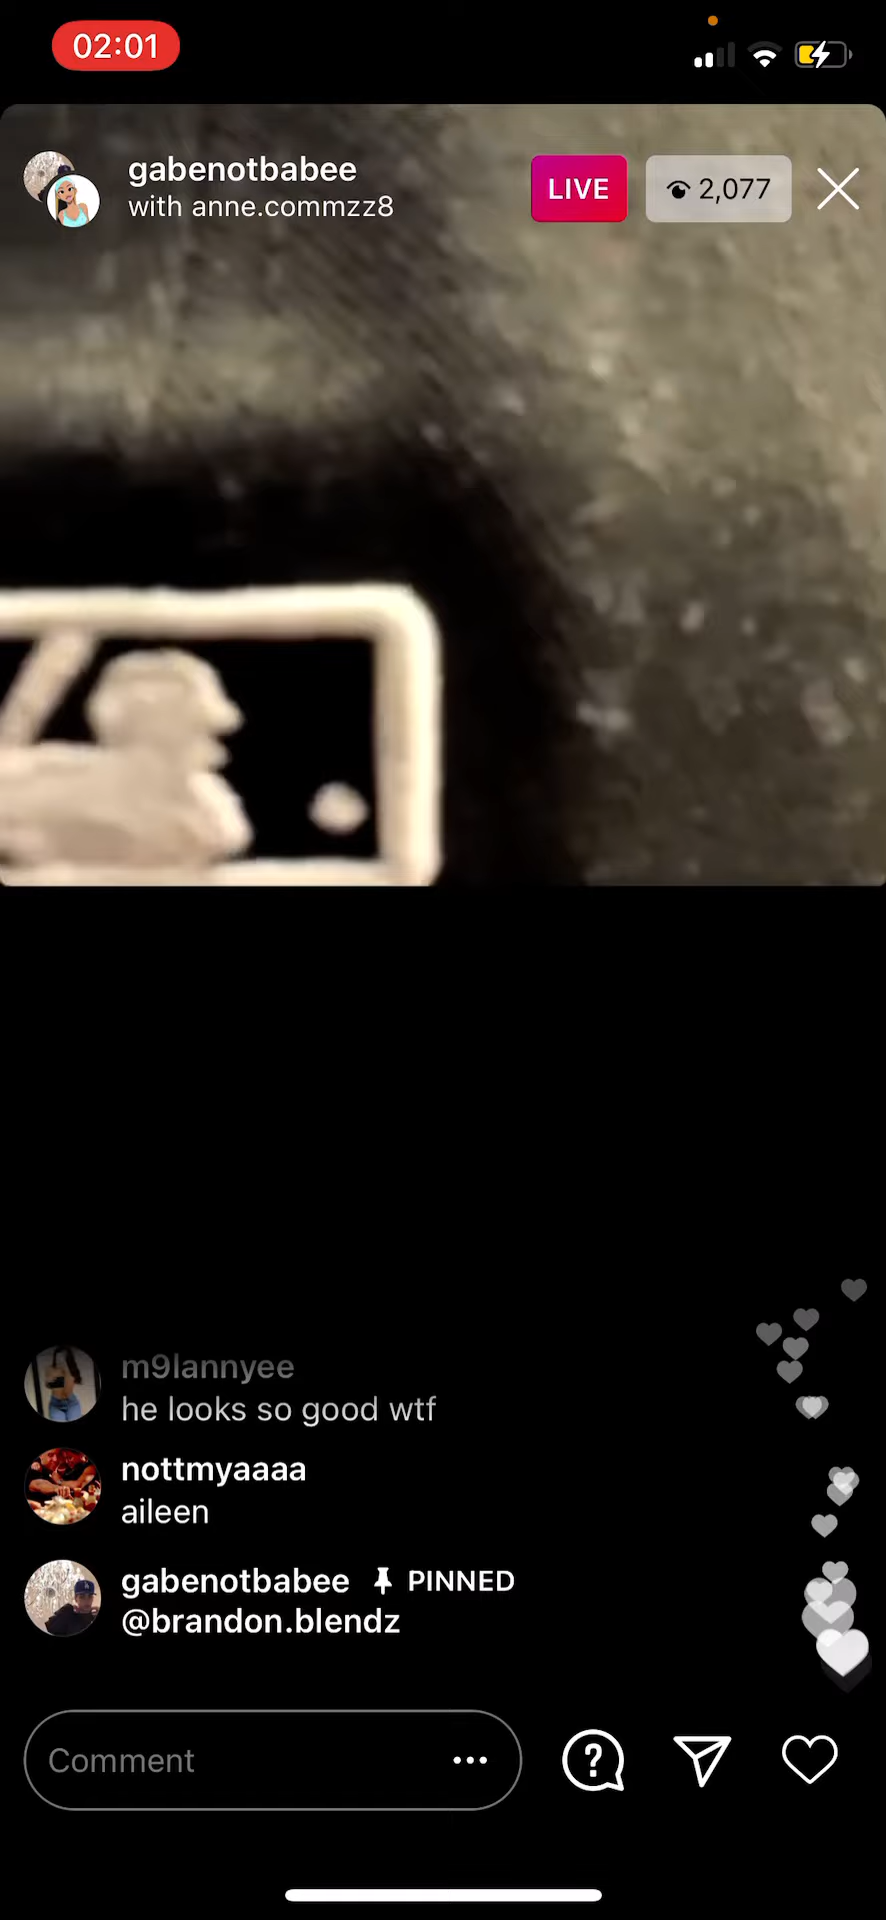 02:01
gabenotbabee
with anne.commzz8
LIVE
2,077
m9lannyee
he looks so good wtf
nottmyaaaa
aileen
gabenotbabee PINNED
@brandon.blendz
Comment